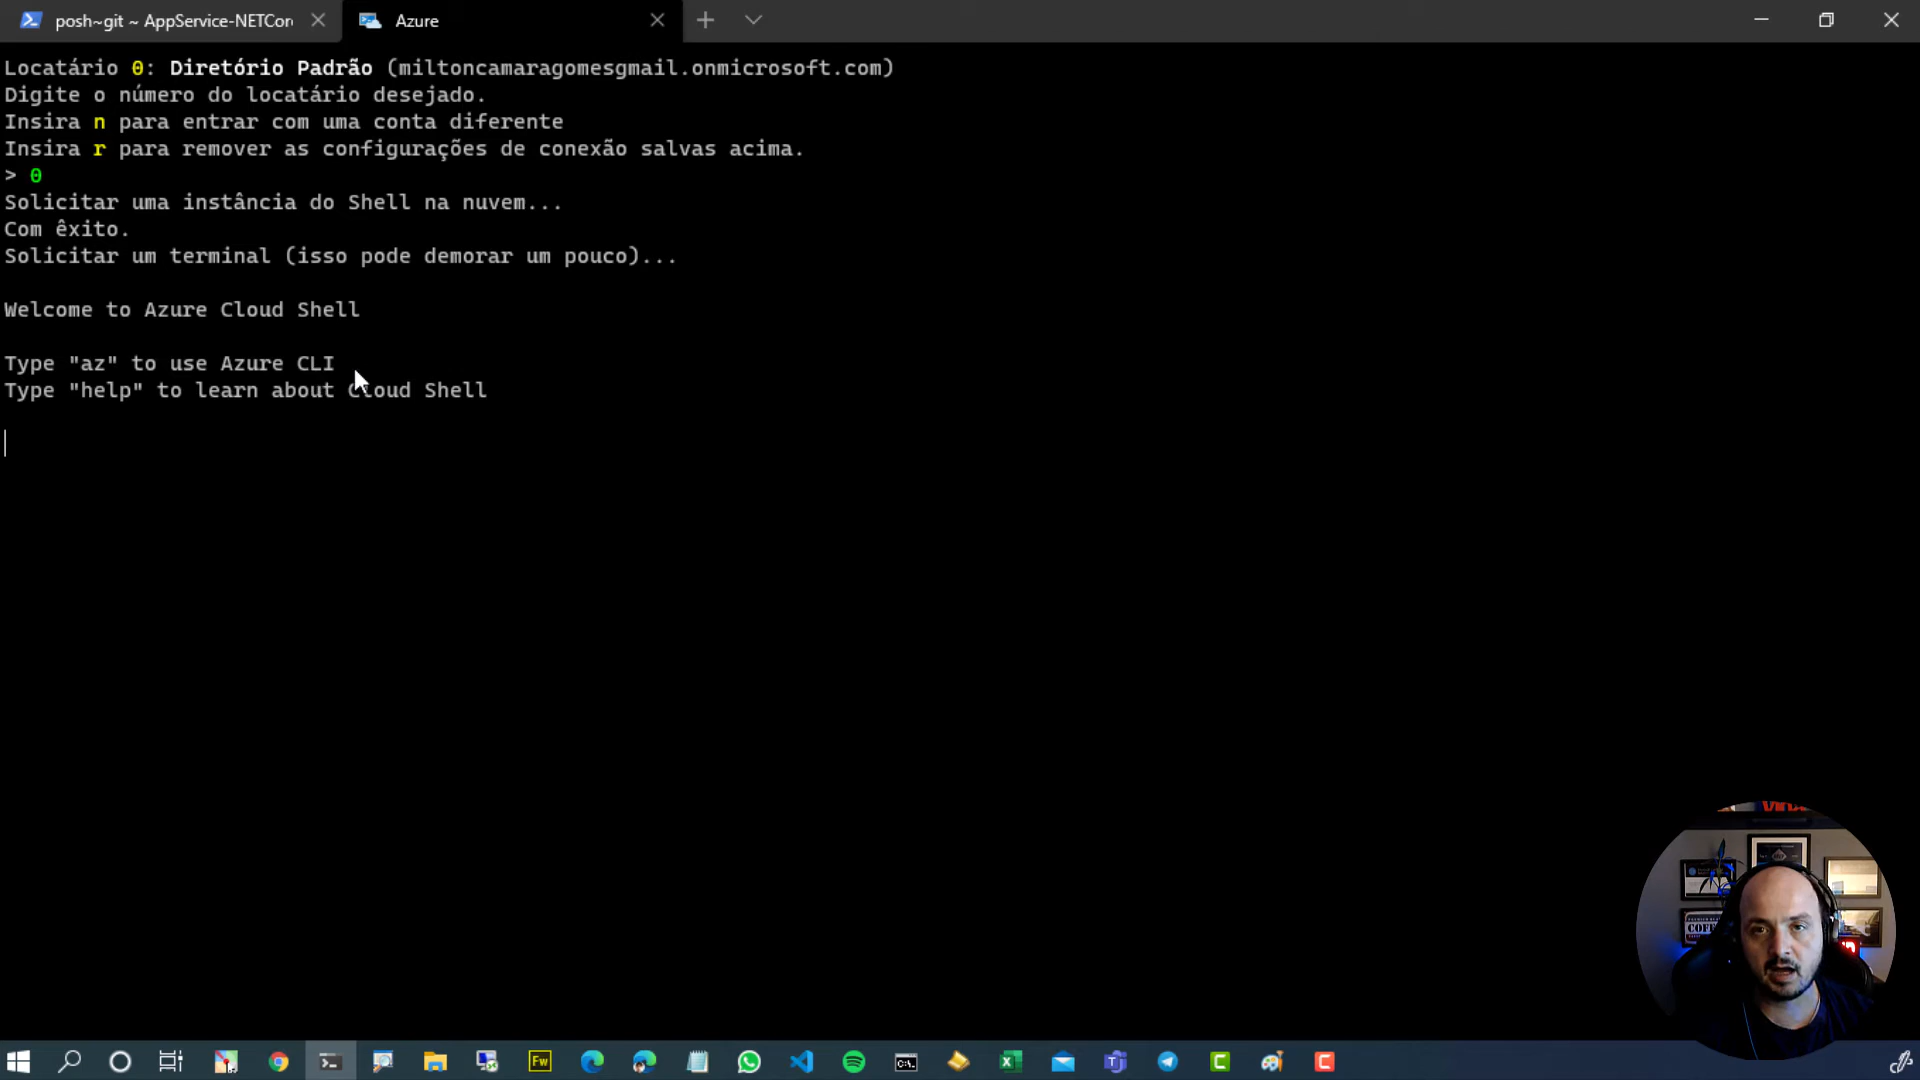 posh~git ~ AppService-NETCor
Azure
Locatário 0: Diretório Padrão (miltoncamaragomesgmail.onmicrosoft.com)
Digite o número do locatário desejado.
Insira n para entrar com uma conta diferente
Insira r para remover as configurações de conexão salvas acima.
> 0
Solicitar uma instância do Shell na nuvem...
Com êxito.
Solicitar um terminal (isso pode demorar um pouco)...
Welcome to Azure Cloud Shell
Type "az" to use Azure CLI
Type "help" to learn about Cloud Shell
Fw